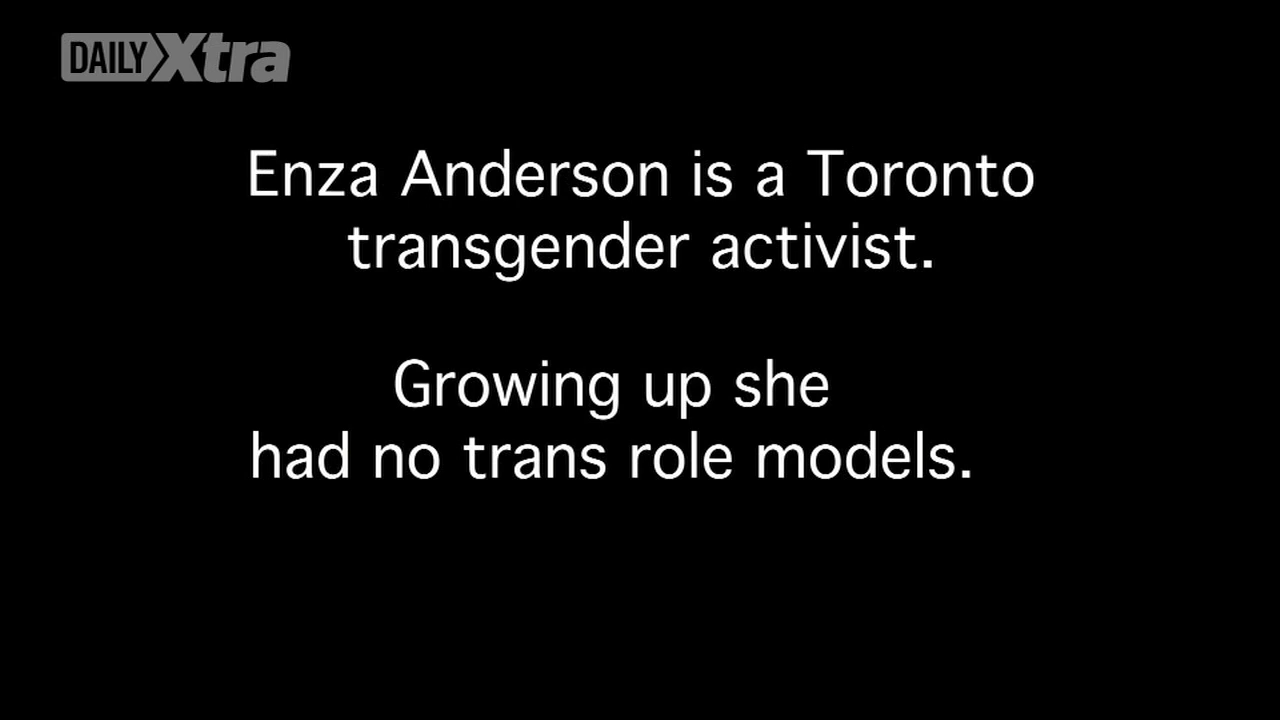 DAILY Xtra
Enza Anderson is a Toronto
transgender activist.
Growing up she
had no trans role models.